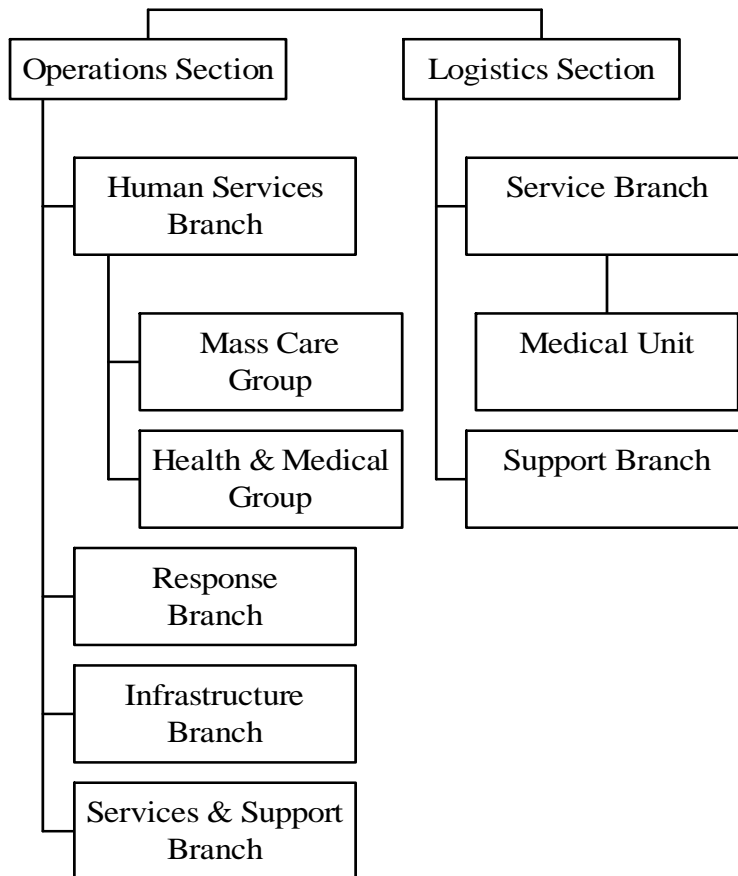 Operations Section
Logistics Section
Human Services
Branch
Service Branch
Mass Care
Group
Medical Unit
Health & Medical
Group
Support Branch
Response
Branch
Infrastructure
Branch
Services & Support
Branch